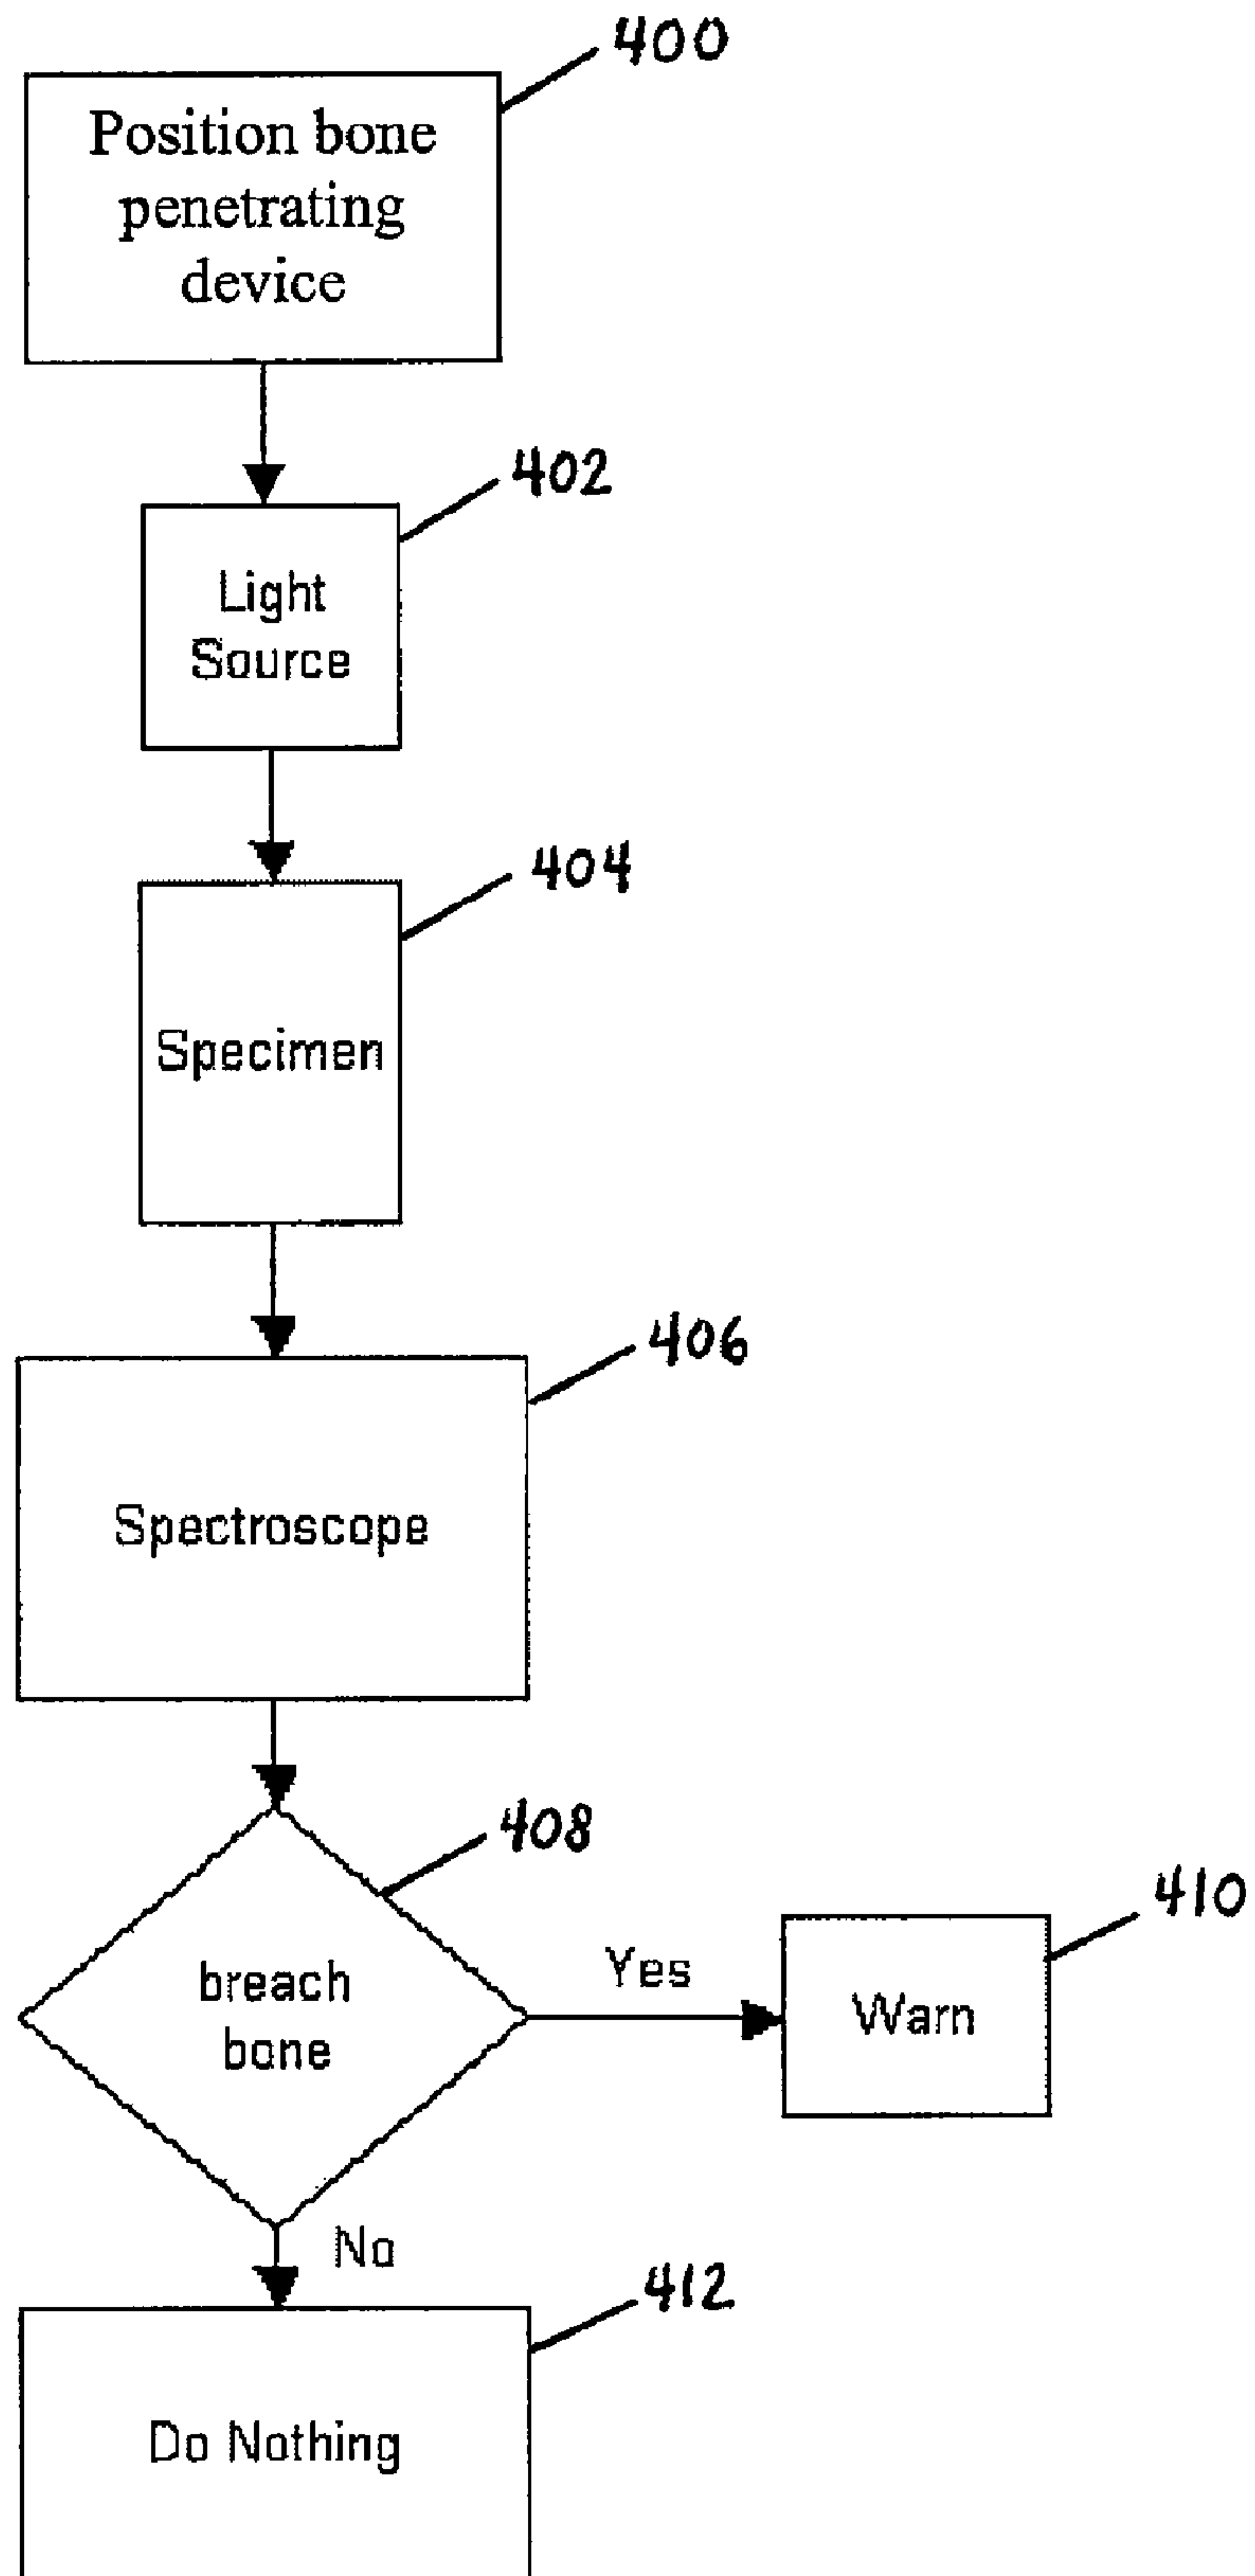 400
Position bone
penetrating
device
402
Light
Source
404
Specimen
406
Spectroscope
408
breach
bone
Yes
410
Warn
No
412
Do Nothing